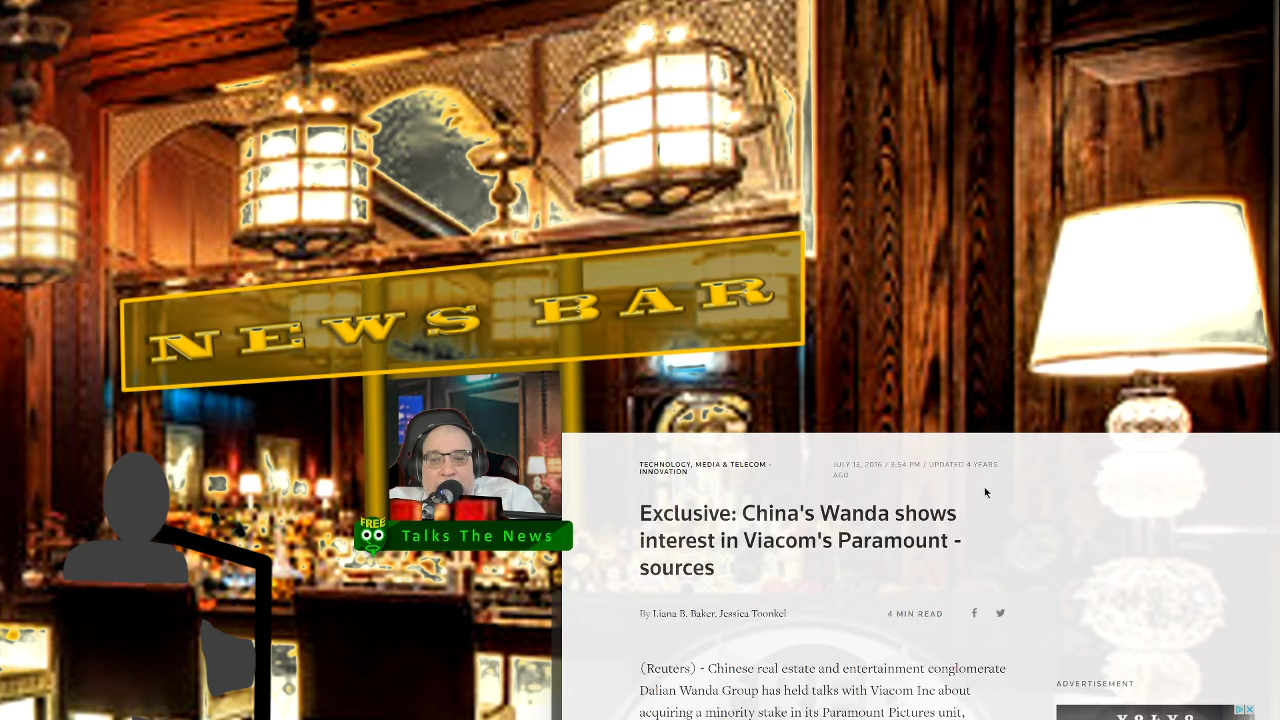 NEWS BAR
FREE
Talks The News
TECHNOLOGY, MEDIA & TELECOM -
INNOVATION
JULY 13, 2016 / 3:54 PM / UPDATED 4 YEARS
AGO
Exclusive: China's Wanda shows
interest in Viacom's Paramount -
sources
By Liana B. Baker, Jessica Toonkel
4 MIN READ
(Reuters) - Chinese real estate and entertainment conglomerate
Dalian Wanda Group has held talks with Viacom Inc about
acquiring a minority stake in its Paramount Pictures unit,
ADVERTISEMENT